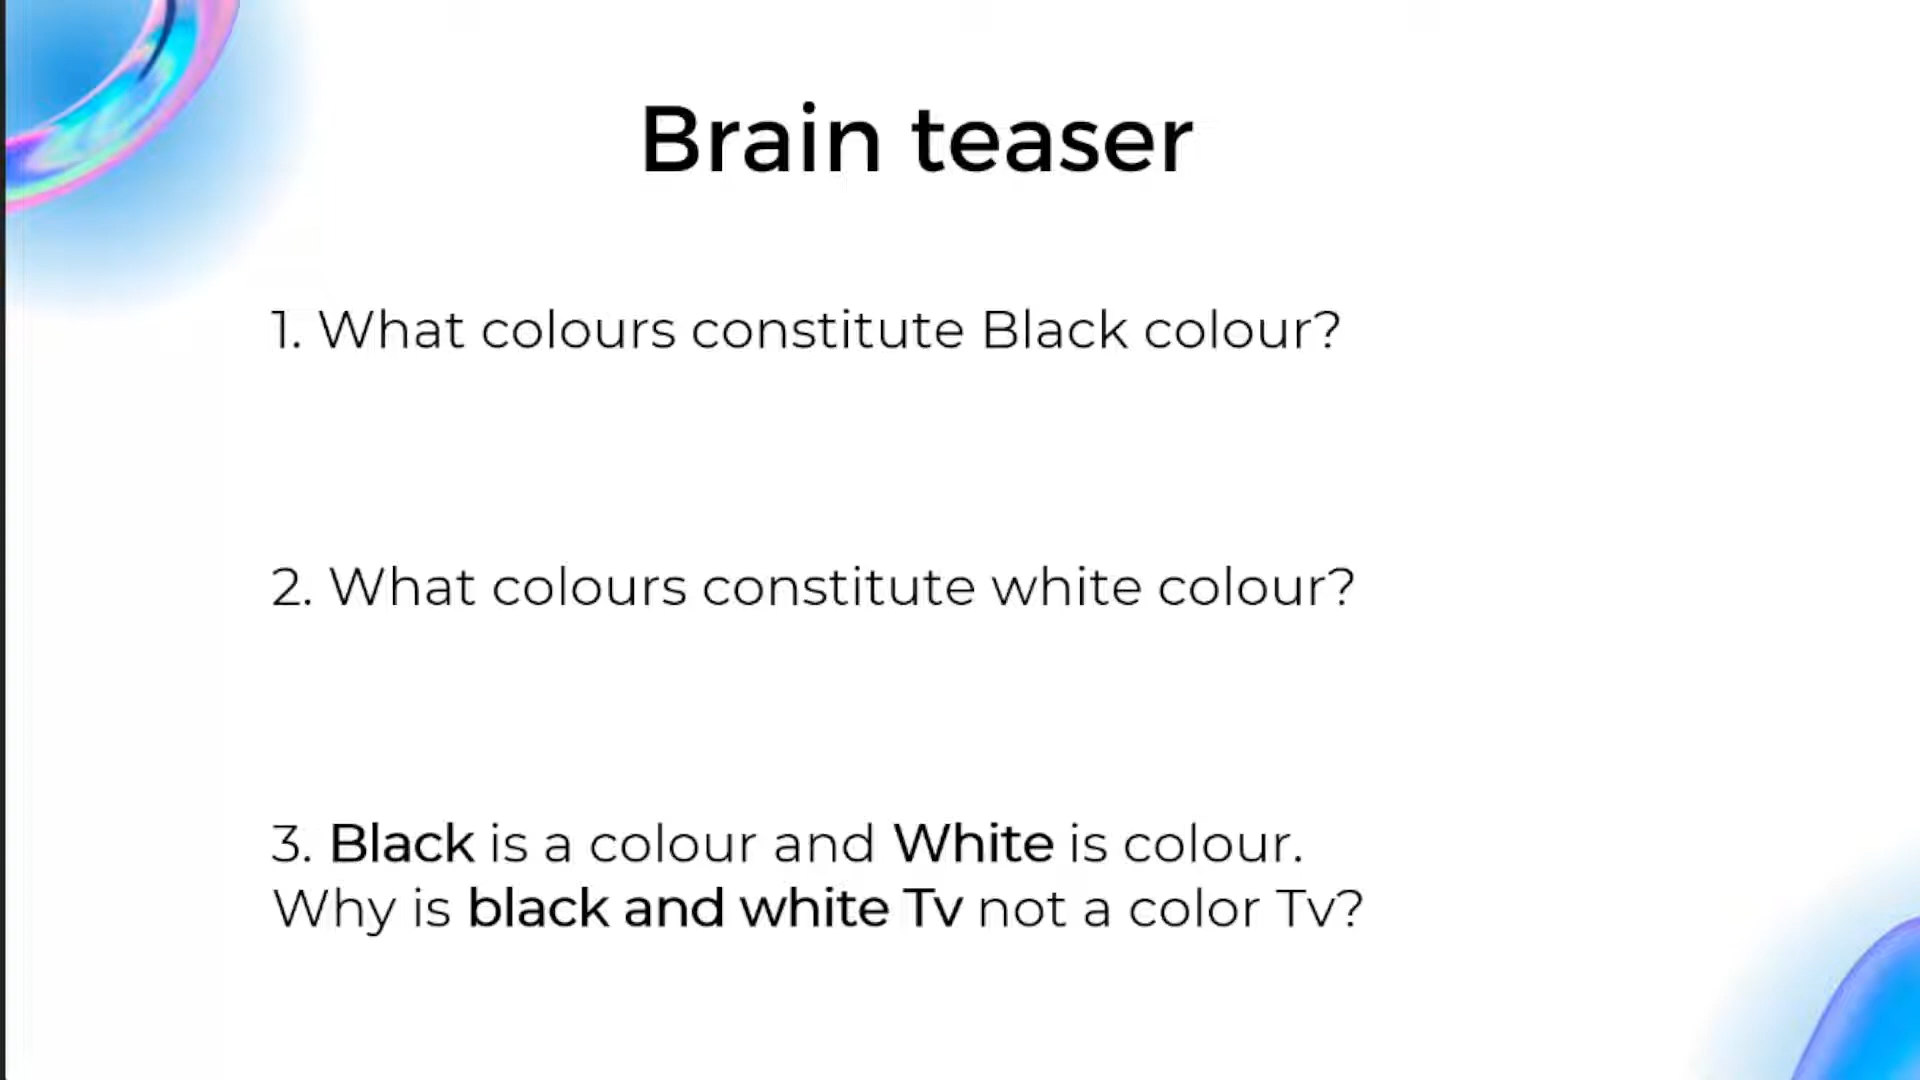 Brain teaser
1. What colours constitute Black colour?
2. What colours constitute white colour?
3. Black is a colour and White is colour.
Why is black and white Tv not a color Tv?